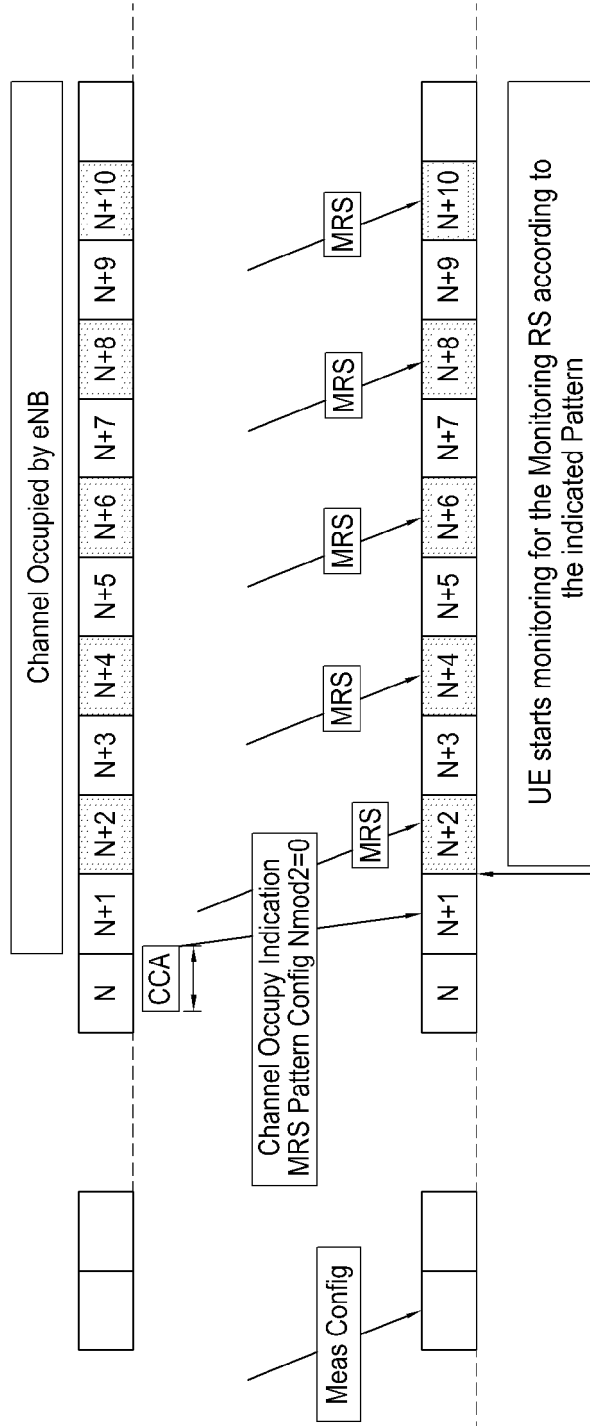 Channel Occupied by eNB
N
N+1
N+2
N+3
N+4
N+5
N+6
N+7
N+8
N+9
N+10
CCA
Channel Occupy Indication
MRS Pattern Config Nmod2=0
Meas Config
MRS
MRS
MRS
MRS
MRS
N
N+1
N+2
N+3
N+4
N+5
N+6
N+7
N+8
N+9
N+10
UE starts monitoring for the Monitoring RS according to
the indicated Pattern